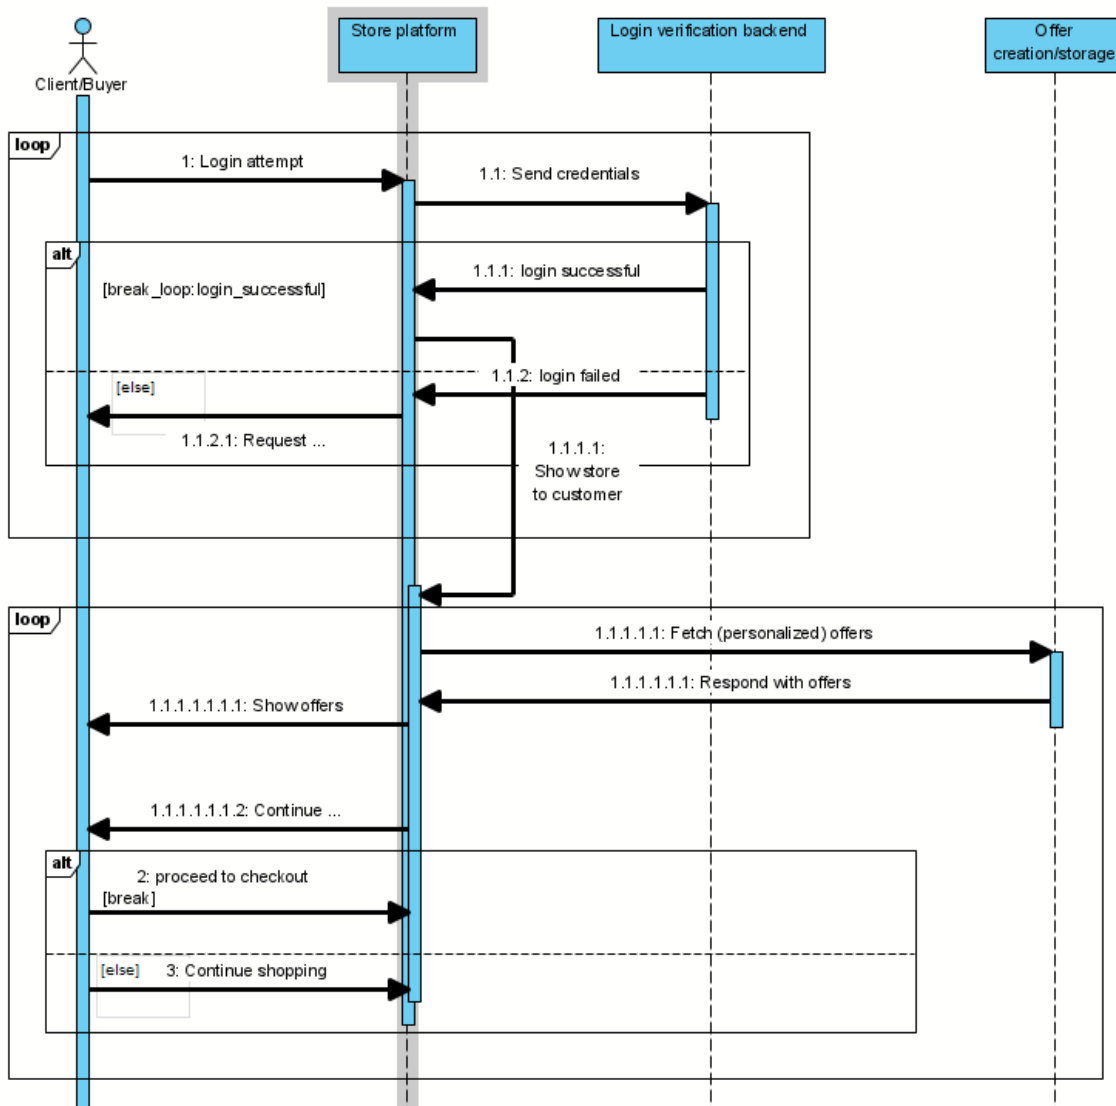 Client/Buyer
Store platform
Login verification backend
Offer
creation/storage
loop
1: Login attempt
1.1: Send credentials
alt
1.1.1: login successful
[break_loop:login_successful]
[else]
1.1.2: login failed
1.1.2.1: Request ...
1.1.1.1:
Show store
to customer
loop
1.1.1.1.1: Fetch (personalized) offers
1.1.1.1.1.1: Respond with offers
1.1.1.1.1.1.1: Show offers
1.1.1.1.1.1.2: Continue ...
alt
2: proceed to checkout
[break]
[else]
3: Continue shopping